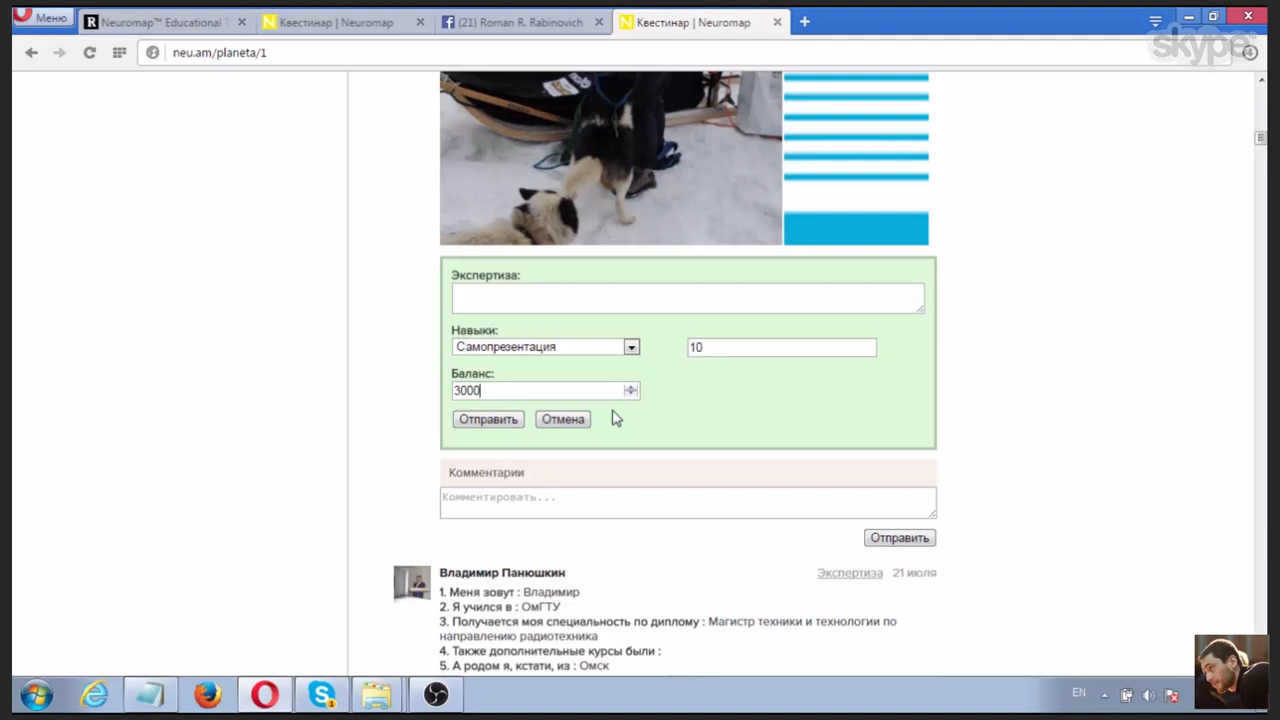 Меню
Neuromap™ Educational T
Квестинар | Neuromap
(21) Roman R. Rabinovich
Квестинар | Neuromap
skype
neu.am/planeta/1
Экспертиза:
Навыки:
Самопрезентация
10
Баланс:
3000
Отправить
Отмена
Комментарии
Комментировать...
Отправить
Владимир Панюшкин
Экспертиза 21 июля
1. Меня зовут : Владимир
2. Я учился в : ОмГТУ
3. Получается моя специальность по диплому : Магистр техники и технологии по
направлению радиотехника
4. Также дополнительные курсы были :
5. А родом я, кстати, из : Омск
EN